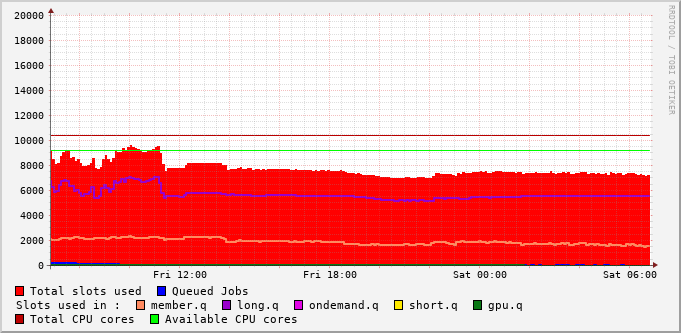 20000
18000
16000
14000
12000
10000
8000
6000
4000
2000
0
Fri 12:00 Fri 18:00 Sat 00:00 Sat 06:00
Total slots used Queued Jobs
Slots used in : member.q long.q ondemand.q short.q gpu.q
Total CPU cores Available CPU cores
RRDTOOL / TOBI OETIKER